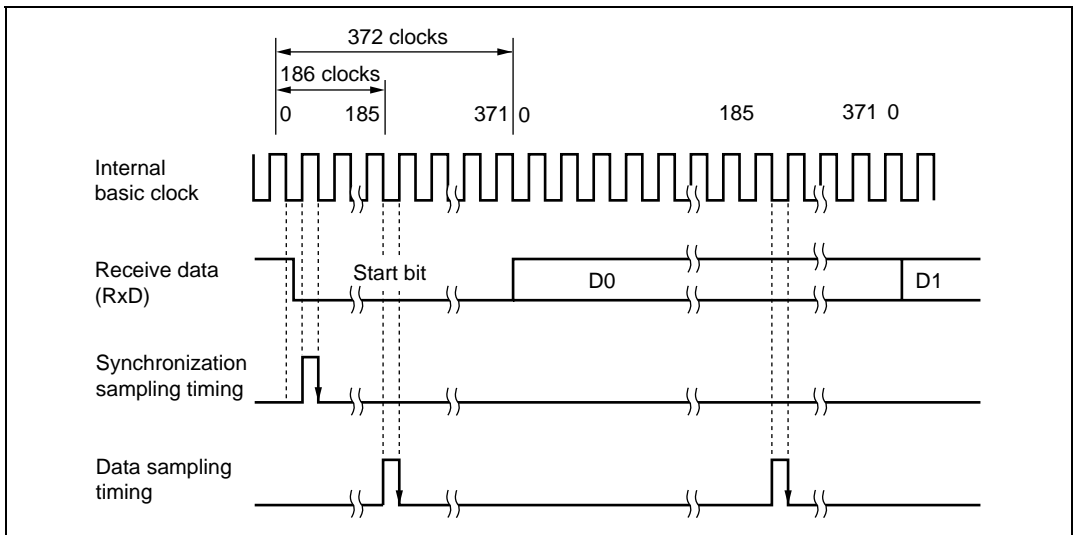 372 clocks
186 clocks
0 185 371 0 185 371 0
Internal
basic clock
Receive data
(RxD)
Start bit D0 D1
Synchronization
sampling timing
Data sampling
timing